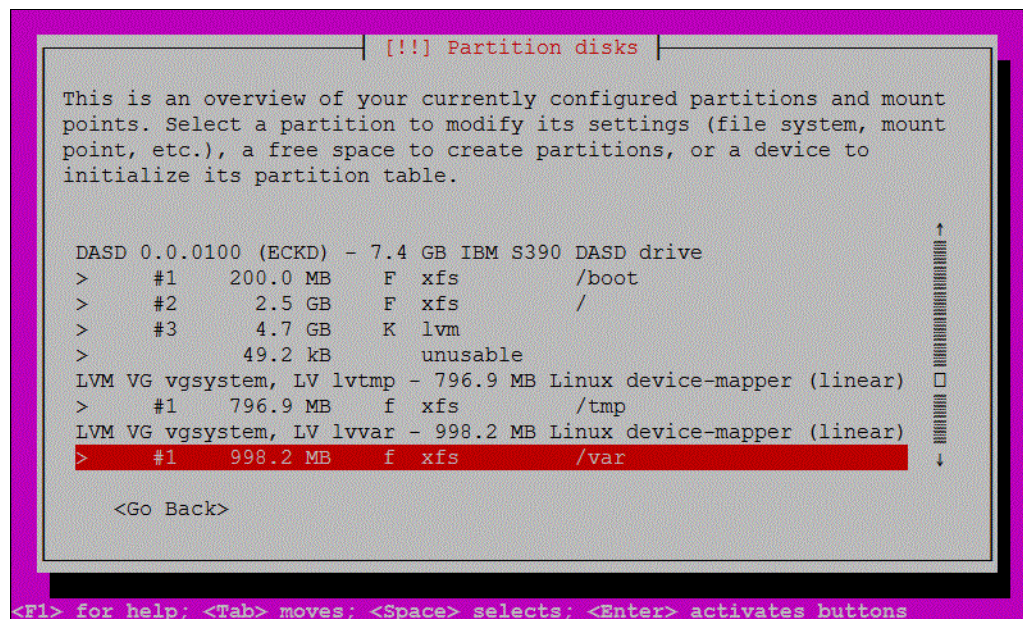 [!!] Partition disks
This is an overview of your currently configured partitions and mount
points. Select a partition to modify its settings (file system, mount
point, etc.), a free space to create partitions, or a device to
initialize its partition table.
DASD 0.0.0100 (ECKD) - 7.4 GB IBM S390 DASD drive
> #1 200.0 MB F xfs /boot
> #2 2.5 GB F xfs /
> #3 4.7 GB K lvm
> 49.2 kB unusable
LVM VG vgsystem, LV lvtmp - 796.9 MB Linux device-mapper (linear)
> #1 796.9 MB f xfs /tmp
LVM VG vgsystem, LV lvvar - 998.2 MB Linux device-mapper (linear)
> #1 998.2 MB f xfs /var
<Go Back>
<F1> for help; <Tab> moves; <Space> selects; <Enter> activates buttons